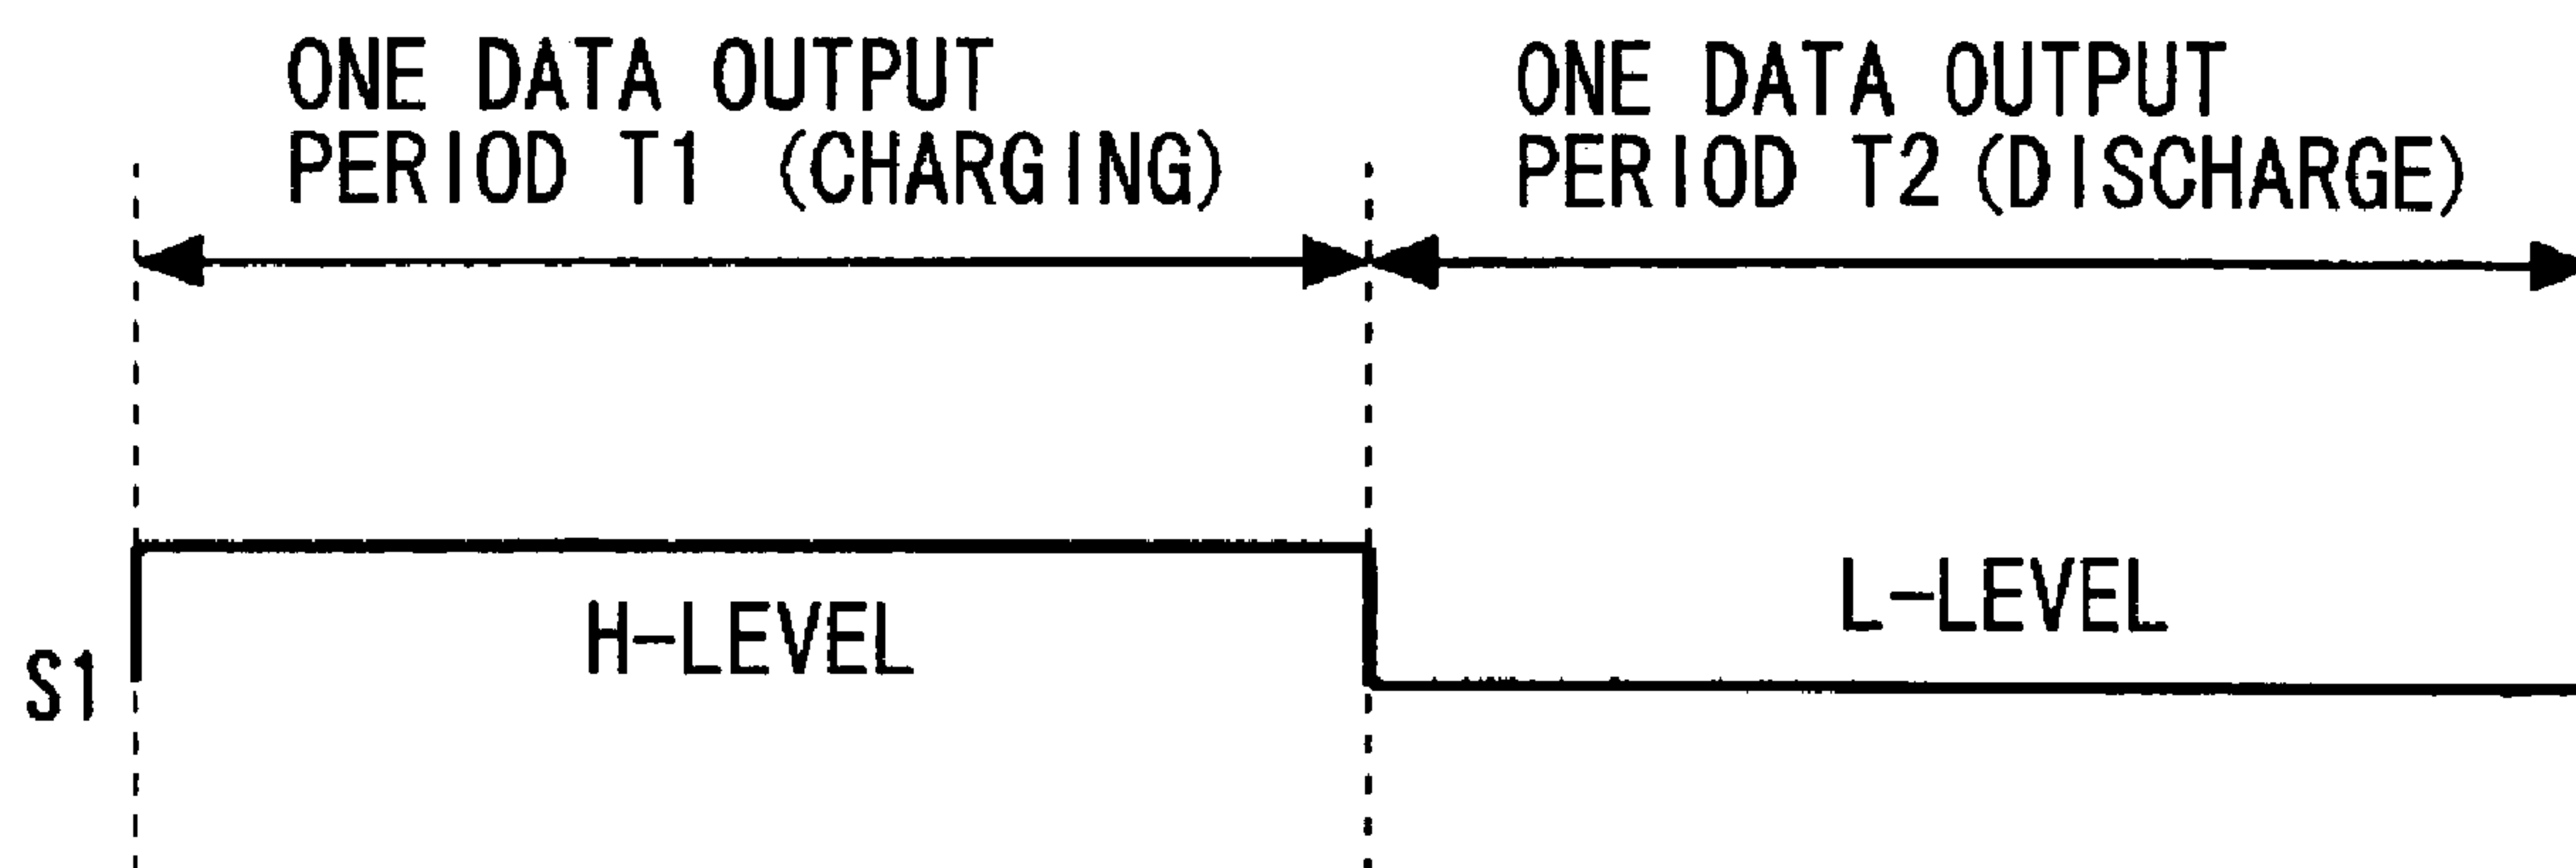 ONE DATA OUTPUT
PERIOD T1 (CHARGING)
ONE DATA OUTPUT
PERIOD T2 (DISCHARGE)
H-LEVEL
L-LEVEL
S1